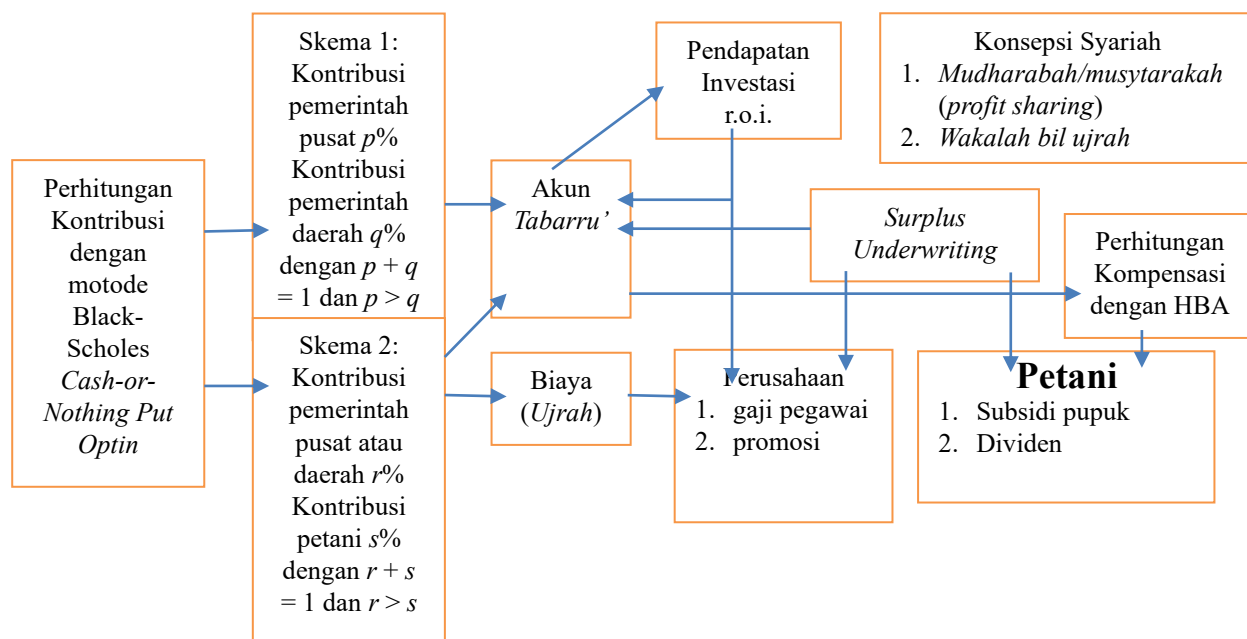 Perhitungan
Kontribusi
dengan
motode
Black-
Scholes
Cash-or-
Nothing Put
Optin
Skema 1:
Kontribusi
pemerintah
pusat p%
Kontribusi
pemerintah
daerah q%
dengan p + q
= 1 dan p > q
Skema 2:
Kontribusi
pemerintah
pusat atau
daerah r%
Kontribusi
petani s%
dengan r + s
= 1 dan r > s
Akun
Tabarru’
Biaya
(Ujrah)
Pendapatan
Investasi
r.o.i.
Perusahaan
1. gaji pegawai
2. promosi
Konsepsi Syariah
1. Mudharabah/musytarakah
(profit sharing)
2. Wakalah bil ujrah
Surplus
Underwriting
Perhitungan
Kompensasi
dengan HBA
Petani
1. Subsidi pupuk
2. Dividen